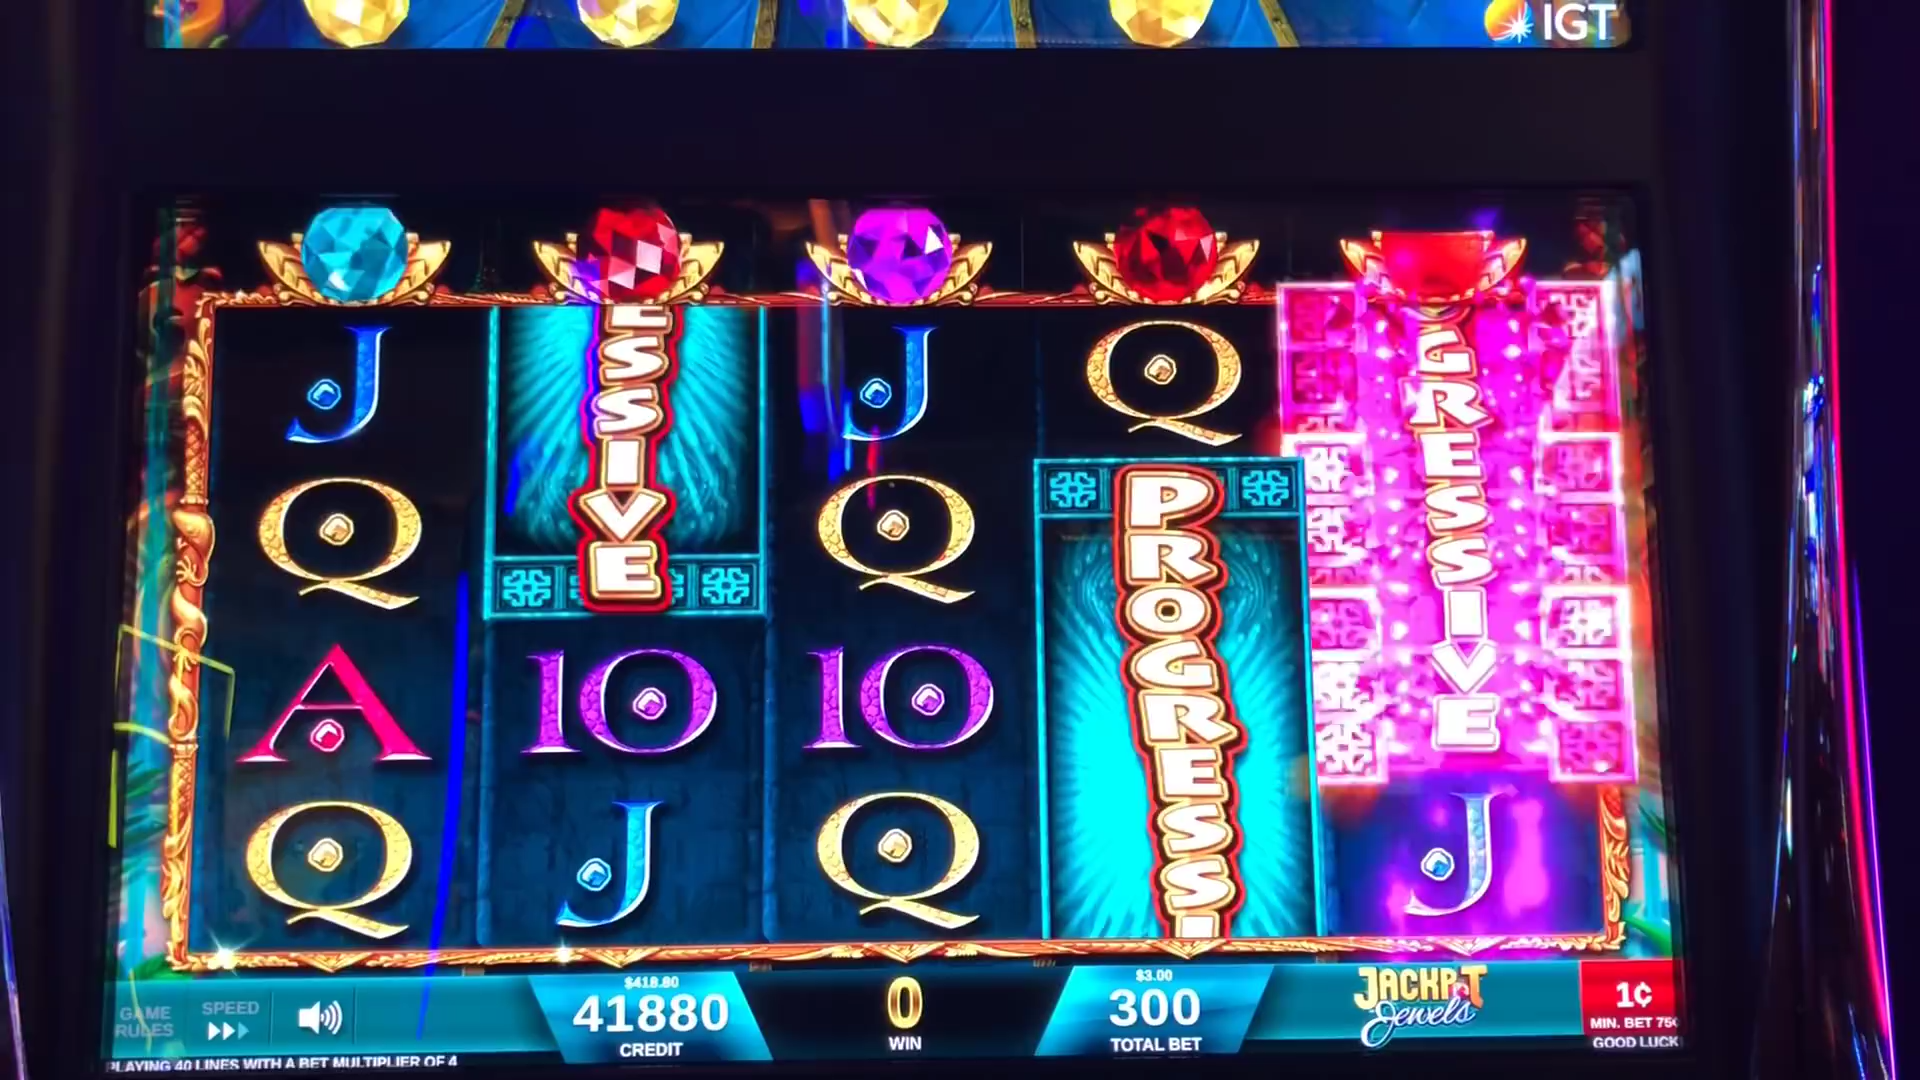 IGT
J
ESSIVE
J
Q
GRESSIVE
Q
Q
PROGRESSI
A
10
10
Q
J
Q
J
GAME RULES
SPEED
$418.80
41880
CREDIT
0
WIN
$3.00
300
TOTAL BET
JACKPOT
Jewels
1¢
MIN. BET 75¢
GOOD LUCK
PLAYING 40 LINES WITH A BET MULTIPLIER OF 4